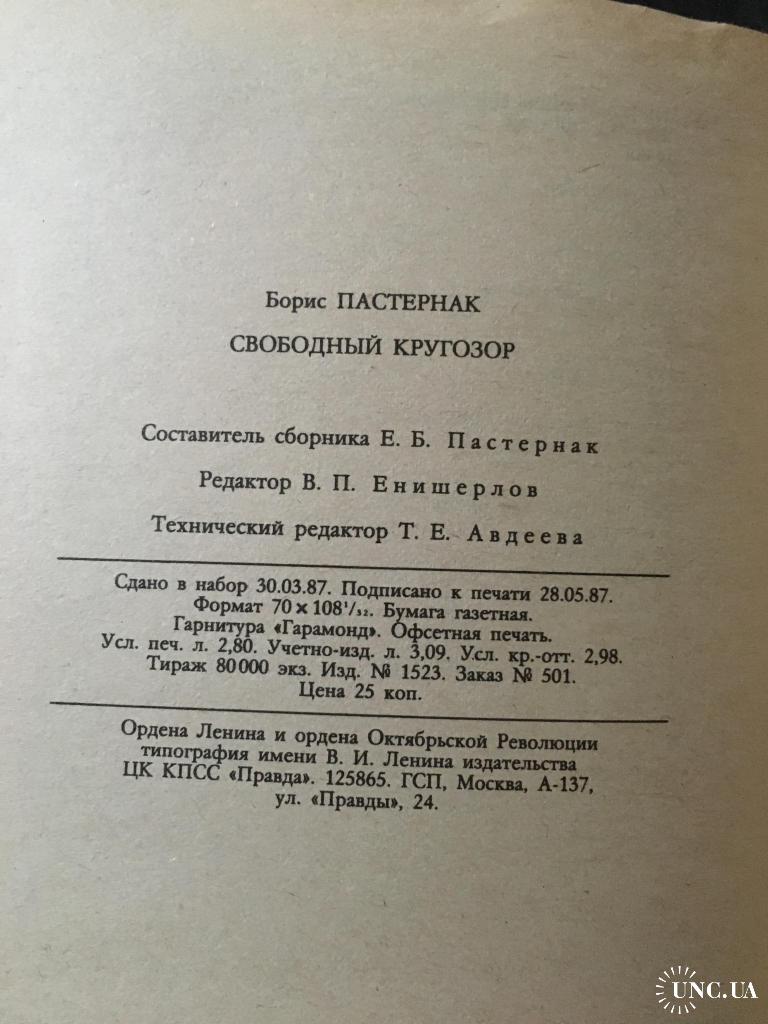 Борис ПАСТЕРНАК
СВОБОДНЫЙ КРУГОЗОР
Составитель сборника Е. Б. Пастернак
Редактор В. П. Енишерлов
Технический редактор Т. Е. Авдеева
Сдано в набор 30.03.87. Подписано к печати 28.05.87.
Формат 70×108¹/₃₂. Бумага газетная.
Гарнитура «Гарамонд». Офсетная печать.
Усл. печ. л. 2,80. Учетно-изд. л. 3,09. Усл. кр.-отт. 2,98.
Тираж 80000 экз. Изд. № 1523. Заказ № 501.
Цена 25 коп.
Ордена Ленина и ордена Октябрьской Революции
типография имени В. И. Ленина издательства
ЦК КПСС «Правда». 125865. ГСП, Москва, А-137,
ул. «Правды», 24.
UNC.UA